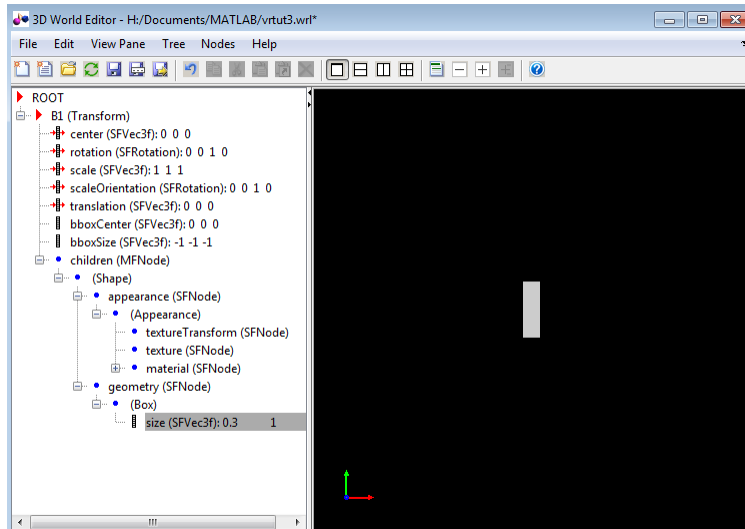 3D World Editor - H:/Documents/MATLAB/vrtut3.wrl*
File Edit View Pane Tree Nodes Help
ROOT
B1 (Transform)
center (SFVec3f): 0 0 0
rotation (SFRotation): 0 0 1 0
scale (SFVec3f): 1 1 1
scaleOrientation (SFRotation): 0 0 1 0
translation (SFVec3f): 0 0 0
bboxCenter (SFVec3f): 0 0 0
bboxSize (SFVec3f): -1 -1 -1
children (MFNode)
(Shape)
appearance (SFNode)
(Appearance)
textureTransform (SFNode)
texture (SFNode)
material (SFNode)
geometry (SFNode)
(Box)
size (SFVec3f): 0.3 1